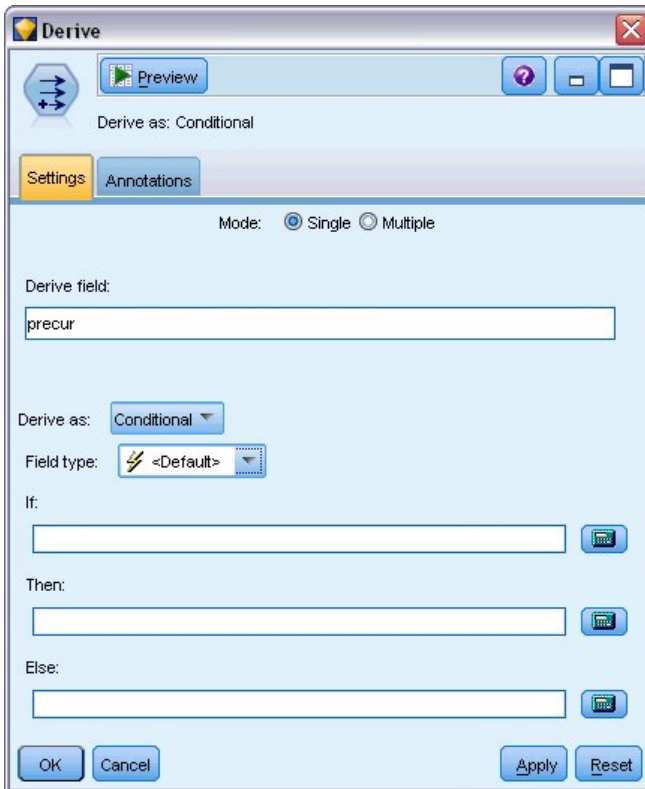 Derive
Preview
?
Derive as: Conditional
Settings Annotations
Mode: Single Multiple
Derive field:
precur
Derive as: Conditional
Field type: <Default>
If:
Then:
Else:
OK Cancel Apply Reset